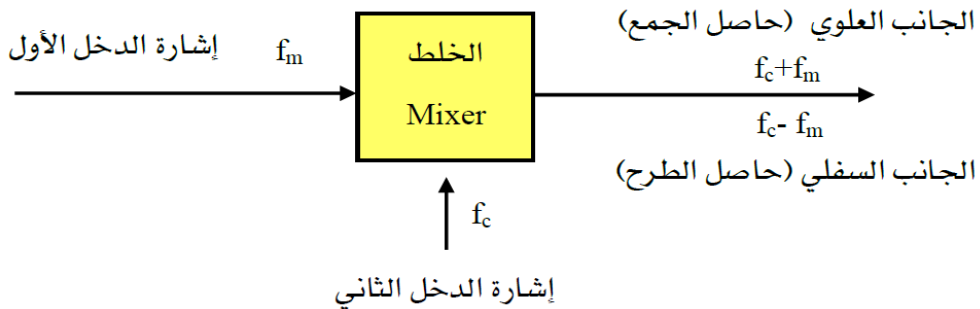 الجانب العلوي (حاصل الجمع)
إشارة الدخل الأول
fm
الخلط
Mixer
fc+fm
fc- fm
الجانب السفلي (حاصل الطرح)
fc
إشارة الدخل الثاني